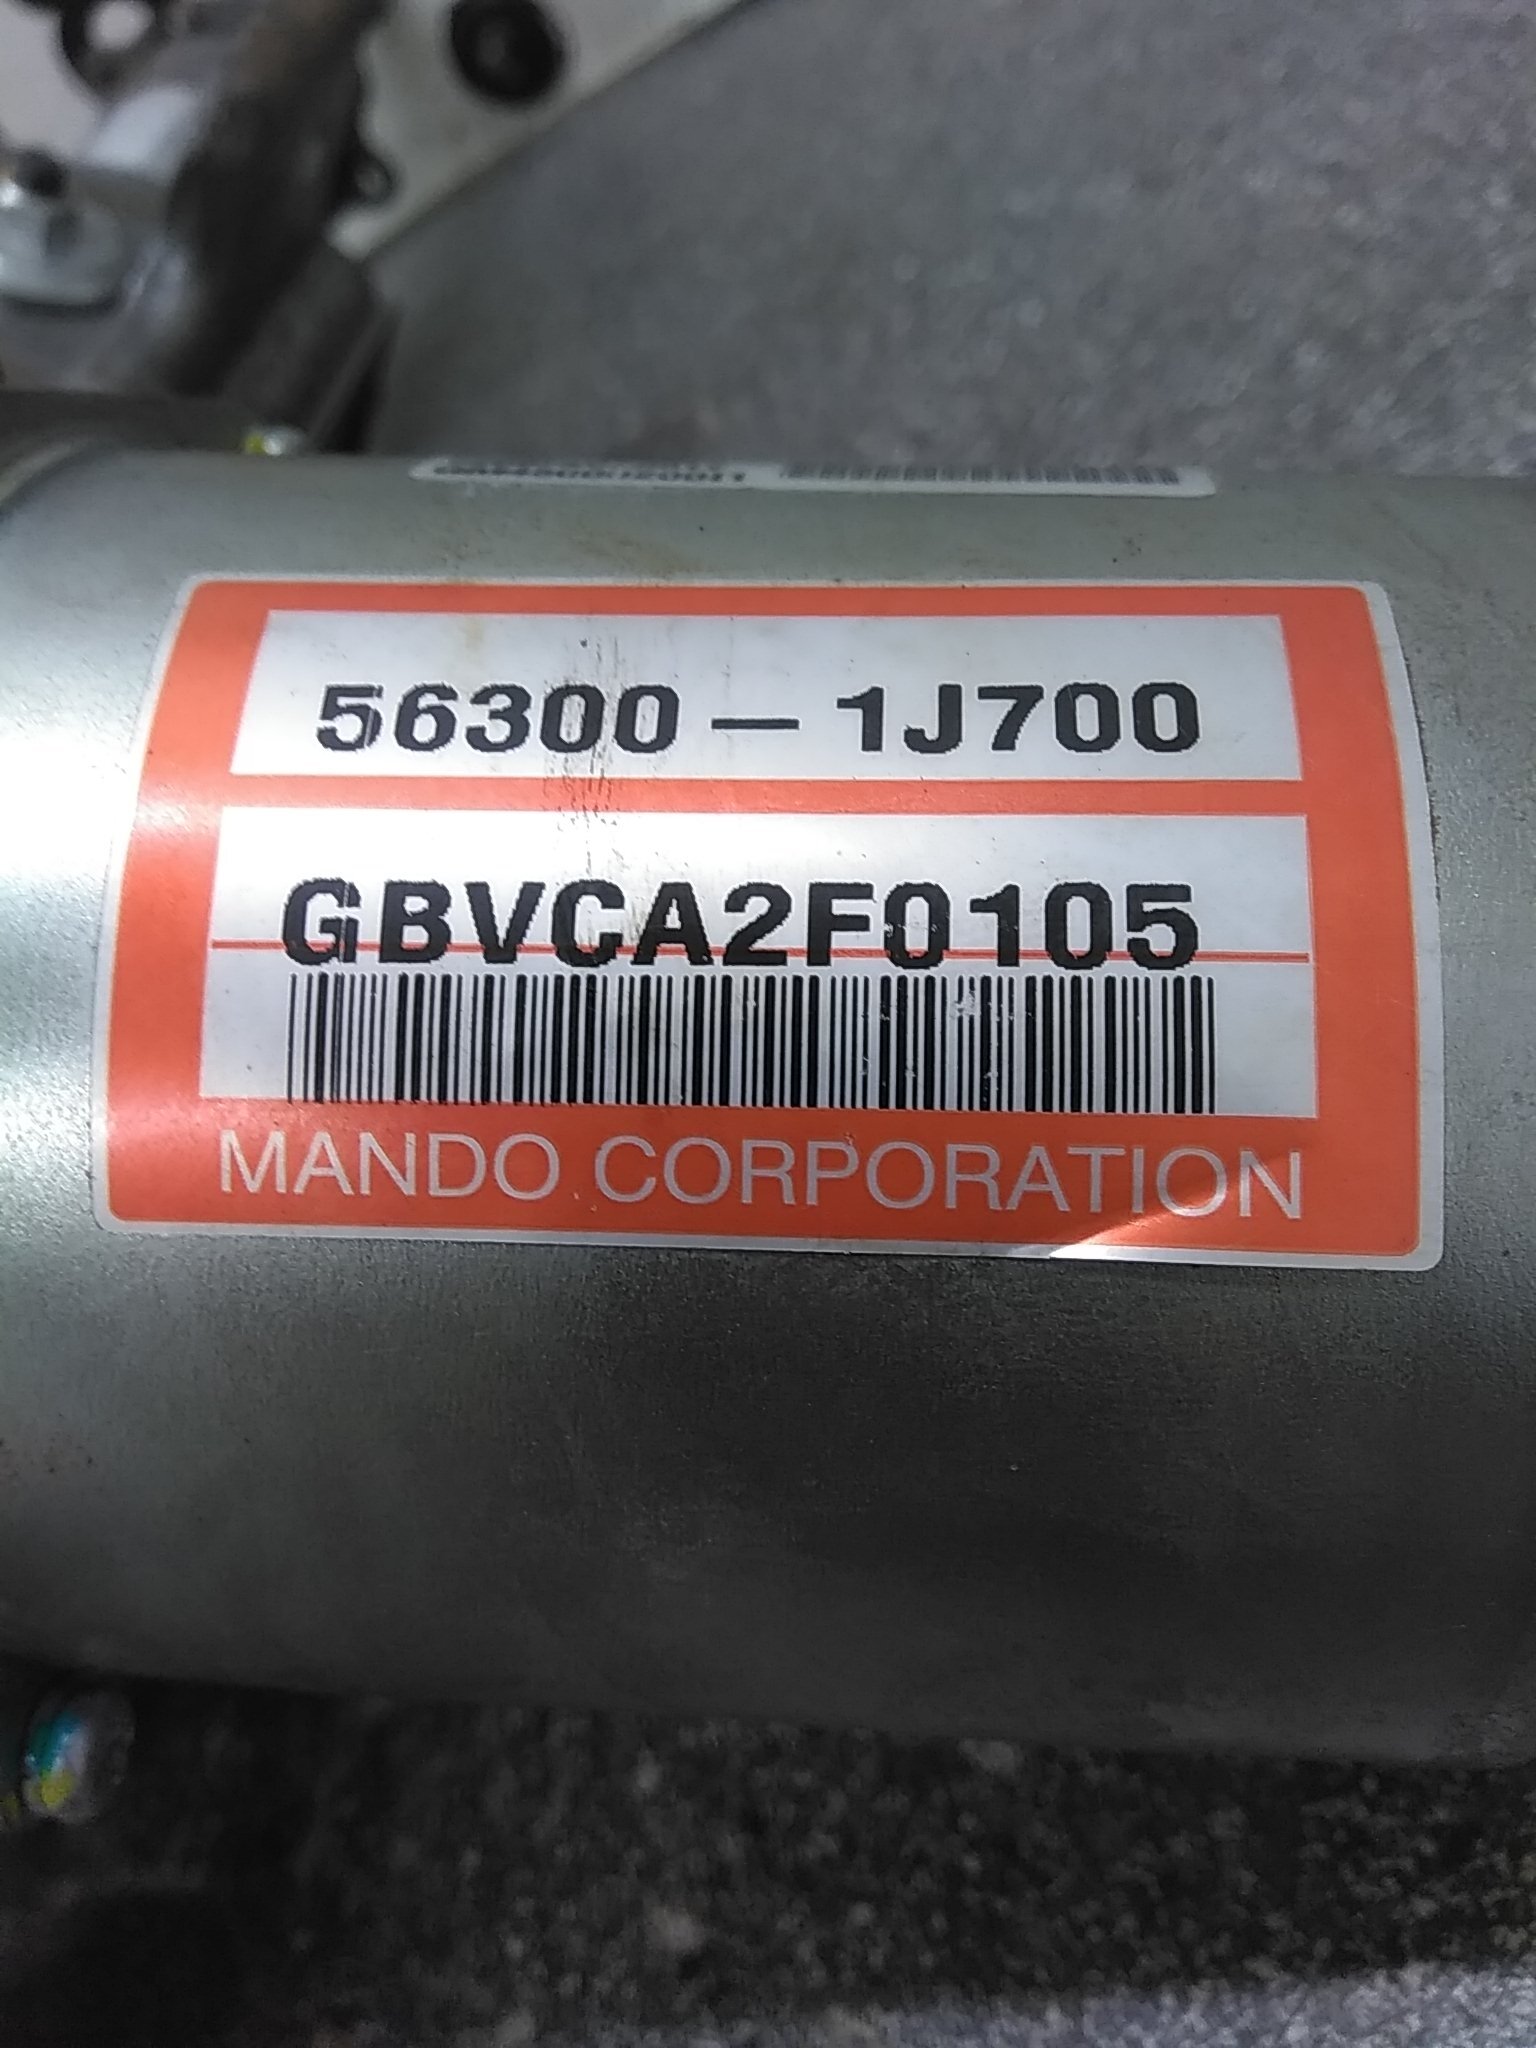 56300-1J700
GBVCA2F0105
MANDO CORPORATION